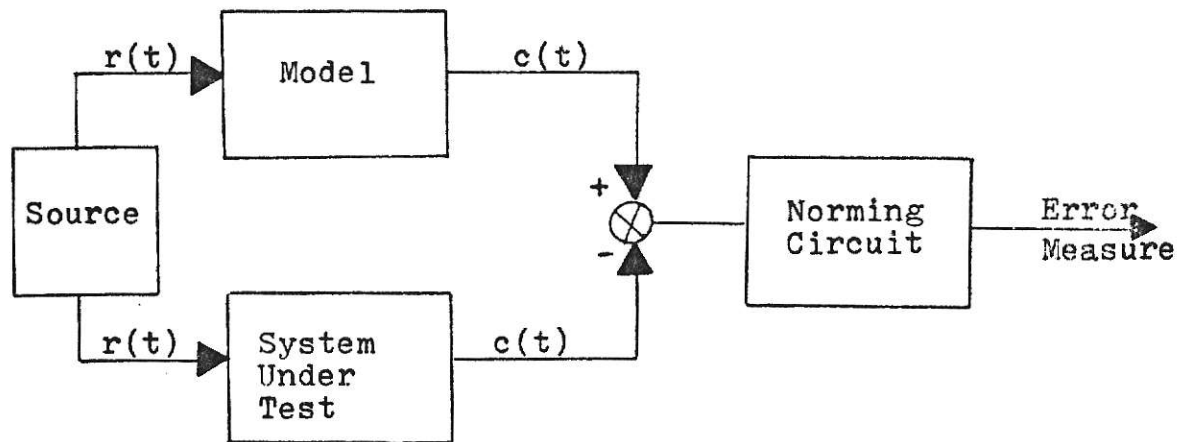 r(t)
Model
c(t)
Source
+
-
Norming
Circuit
Error
Measure
r(t)
System
Under
Test
c(t)